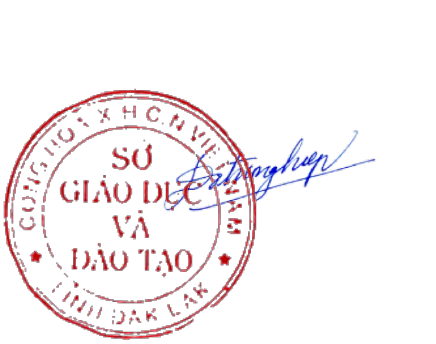 CỘNG HOÀ X.H.C.N VIỆT NAM
SỞ
GIÁO DỤC
VÀ
ĐÀO TẠO
TỈNH ĐẮK LẮK